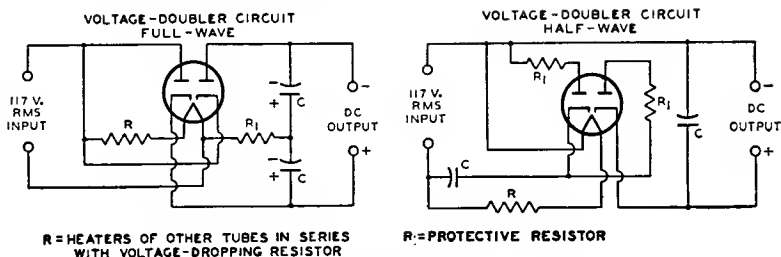 VOLTAGE-DOUBLER CIRCUIT
FULL-WAVE
117 V.
RMS
INPUT
R
R1
- +
C
- +
C
-
DC
OUTPUT
+
R=HEATERS OF OTHER TUBES IN SERIES
WITH VOLTAGE-DROPPING RESISTOR
VOLTAGE-DOUBLER CIRCUIT
HALF-WAVE
117 V.
RMS
INPUT
R1
R1
C
C
R
-
DC
OUTPUT
+
R1=PROTECTIVE RESISTOR